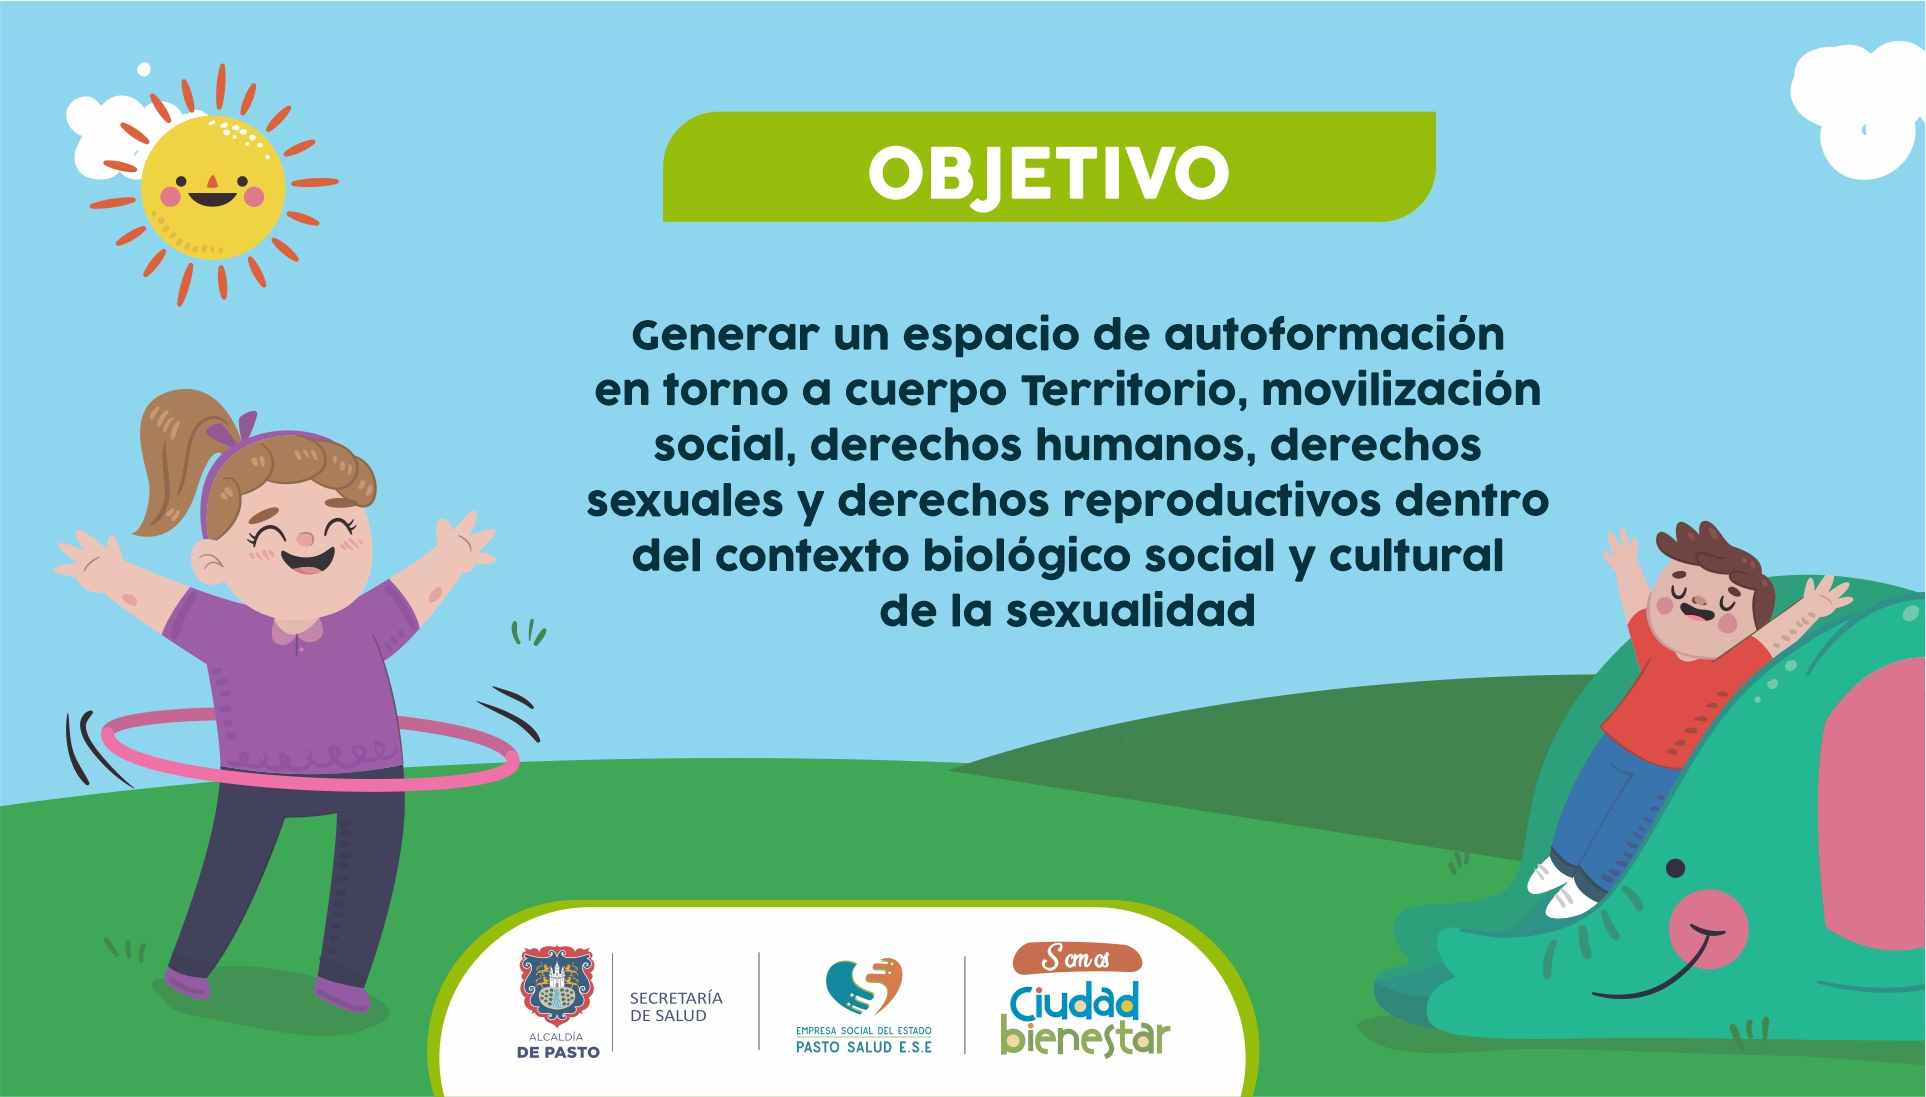 OBJETIVO
Generar un espacio de autoformación
en torno a cuerpo Territorio, movilización
social, derechos humanos, derechos
sexuales y derechos reproductivos dentro
del contexto biológico social y cultural
de la sexualidad
ALCALDÍA
DE PASTO
SECRETARÍA
DE SALUD
EMPRESA SOCIAL DEL ESTADO
PASTO SALUD E.S.E
Somos
Ciudad
bienestar